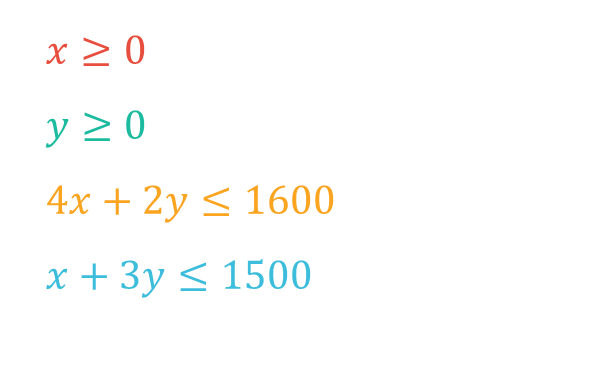 x ≥ 0
y ≥ 0
4x + 2y ≤ 1600
x + 3y ≤ 1500